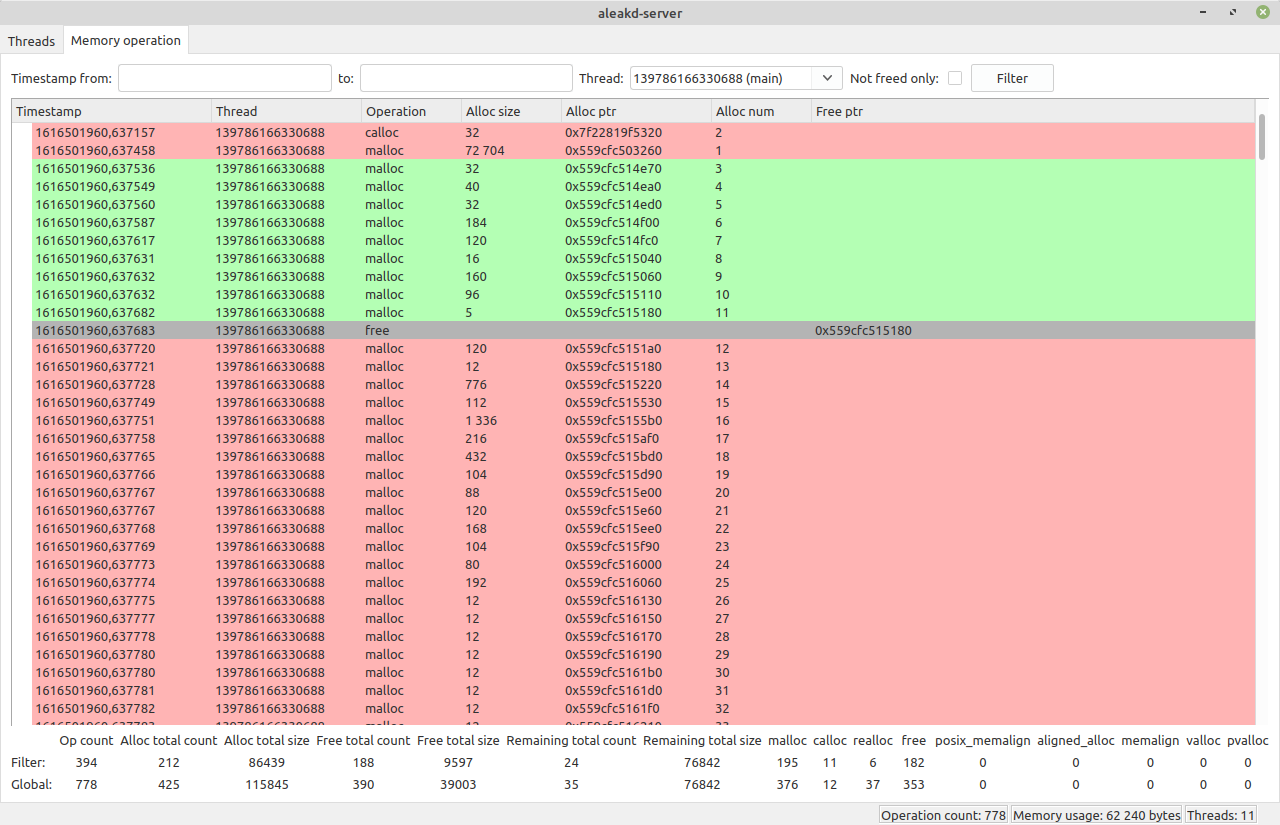 aleakd-server
Threads Memory operation
Timestamp from: to: Thread: 139786166330688 (main) Not freed only: Filter
Timestamp Thread Operation Alloc size Alloc ptr Alloc num Free ptr
1616501960,637157 139786166330688 calloc 32 0x7f22819f5320 2
1616501960,637458 139786166330688 malloc 72 704 0x559cfc503260 1
1616501960,637536 139786166330688 malloc 32 0x559cfc514e70 3
1616501960,637549 139786166330688 malloc 40 0x559cfc514ea0 4
1616501960,637560 139786166330688 malloc 32 0x559cfc514ed0 5
1616501960,637587 139786166330688 malloc 184 0x559cfc514f00 6
1616501960,637617 139786166330688 malloc 120 0x559cfc514fc0 7
1616501960,637631 139786166330688 malloc 16 0x559cfc515040 8
1616501960,637632 139786166330688 malloc 160 0x559cfc515060 9
1616501960,637632 139786166330688 malloc 96 0x559cfc515110 10
1616501960,637682 139786166330688 malloc 5 0x559cfc515180 11
1616501960,637683 139786166330688 free 0x559cfc515180
1616501960,637720 139786166330688 malloc 120 0x559cfc5151a0 12
1616501960,637721 139786166330688 malloc 12 0x559cfc515180 13
1616501960,637728 139786166330688 malloc 776 0x559cfc515220 14
1616501960,637749 139786166330688 malloc 112 0x559cfc515530 15
1616501960,637751 139786166330688 malloc 1 336 0x559cfc5155b0 16
1616501960,637758 139786166330688 malloc 216 0x559cfc515af0 17
1616501960,637765 139786166330688 malloc 432 0x559cfc515bd0 18
1616501960,637766 139786166330688 malloc 104 0x559cfc515d90 19
1616501960,637767 139786166330688 malloc 88 0x559cfc515e00 20
1616501960,637767 139786166330688 malloc 120 0x559cfc515e60 21
1616501960,637768 139786166330688 malloc 168 0x559cfc515ee0 22
1616501960,637769 139786166330688 malloc 104 0x559cfc515f90 23
1616501960,637773 139786166330688 malloc 80 0x559cfc516000 24
1616501960,637774 139786166330688 malloc 192 0x559cfc516060 25
1616501960,637775 139786166330688 malloc 12 0x559cfc516130 26
1616501960,637777 139786166330688 malloc 12 0x559cfc516150 27
1616501960,637778 139786166330688 malloc 12 0x559cfc516170 28
1616501960,637780 139786166330688 malloc 12 0x559cfc516190 29
1616501960,637780 139786166330688 malloc 12 0x559cfc5161b0 30
1616501960,637781 139786166330688 malloc 12 0x559cfc5161d0 31
1616501960,637782 139786166330688 malloc 12 0x559cfc5161f0 32
Op count Alloc total count Alloc total size Free total count Free total size Remaining total count Remaining total size malloc calloc realloc free posix_memalign aligned_alloc memalign valloc pvalloc
Filter: 394 212 86439 188 9597 24 76842 195 11 6 182 0 0 0 0 0
Global: 778 425 115845 390 39003 35 76842 376 12 37 353 0 0 0 0 0
Operation count: 778 Memory usage: 62 240 bytes Threads: 11